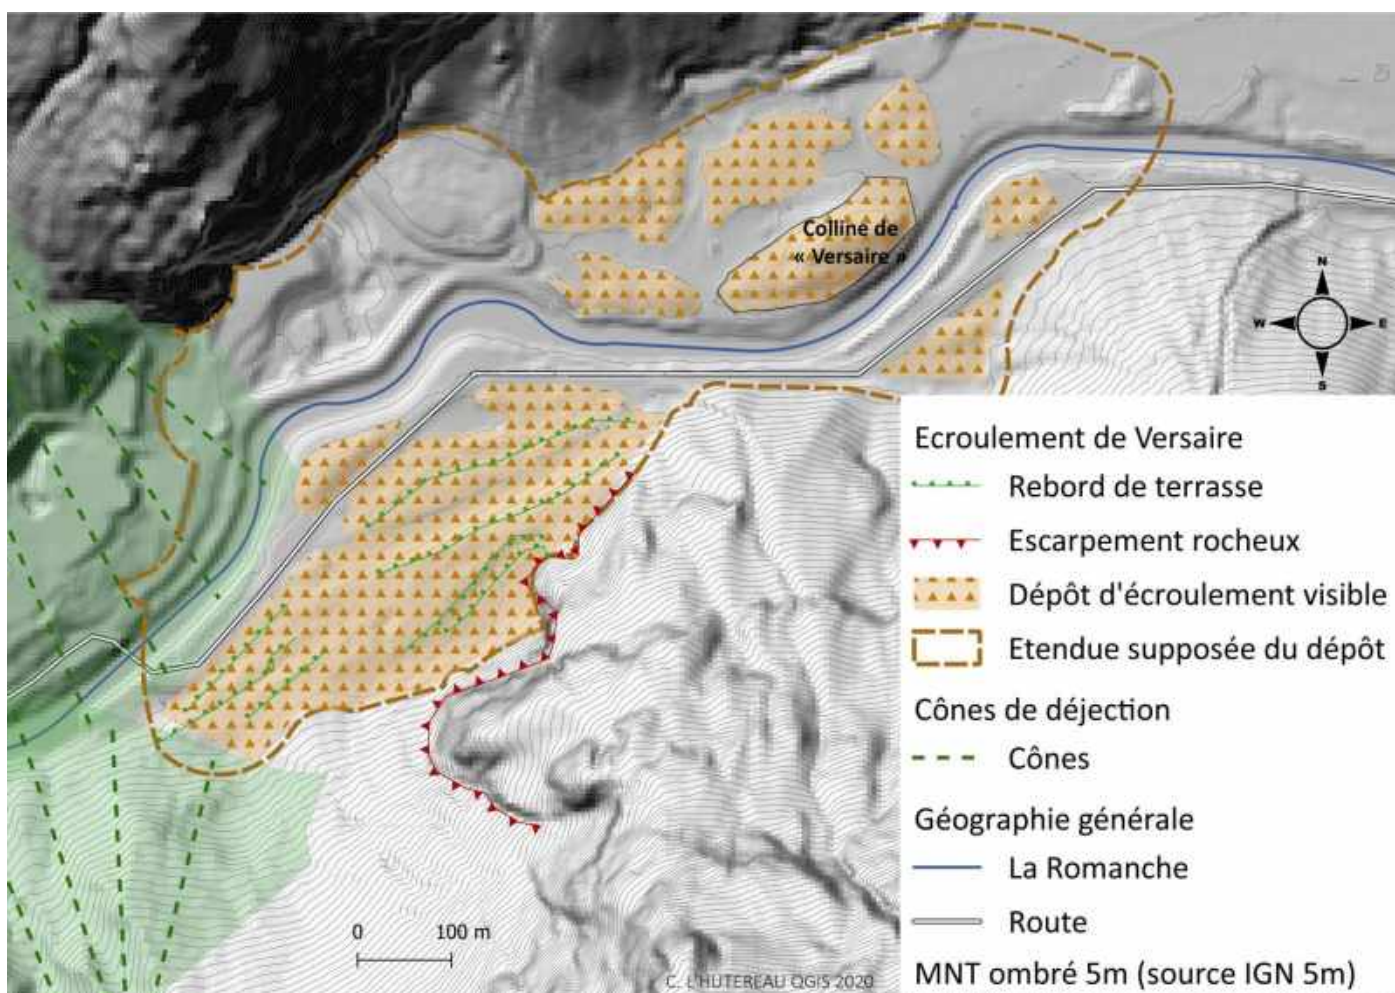 Colline de
« Versaire »
N
W E
S
Ecroulement de Versaire
Rebord de terrasse
Escarpement rocheux
Dépôt d'écroulement visible
Etendue supposée du dépôt
Cônes de déjection
Cônes
Géographie générale
La Romanche
Route
MNT ombré 5m (source IGN 5m)
0 100 m
C. L'HUTEREAU QGIS 2020